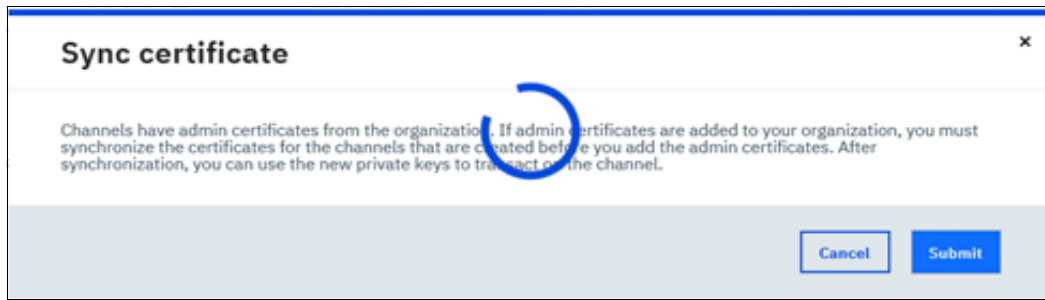 Sync certificate
×
Channels have admin certificates from the organization. If admin certificates are added to your organization, you must
synchronize the certificates for the channels that are created before you add the admin certificates. After
synchronization, you can use the new private keys to transact on the channel.
Cancel
Submit